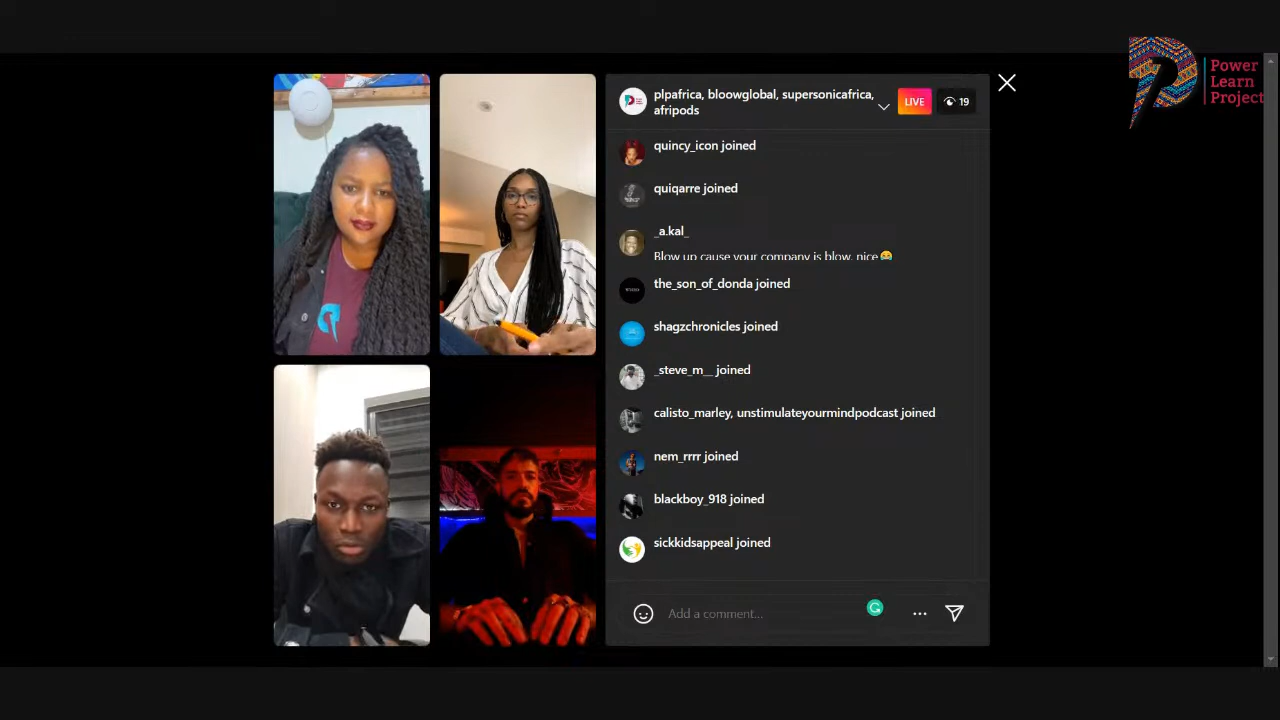 Power
Learn
Project
plpafrica, bloowglobal, supersonicafrica,
afripods
LIVE
19
quincy_icon joined
quiqarre joined
_a.kal_
Blow up cause your company is blow, nice😂
the_son_of_donda joined
shagzchronicles joined
_steve_m__ joined
calisto_marley, unstimulateyourmindpodcast joined
nem_rrrr joined
blackboy_918 joined
sickkidsappeal joined
Add a comment...